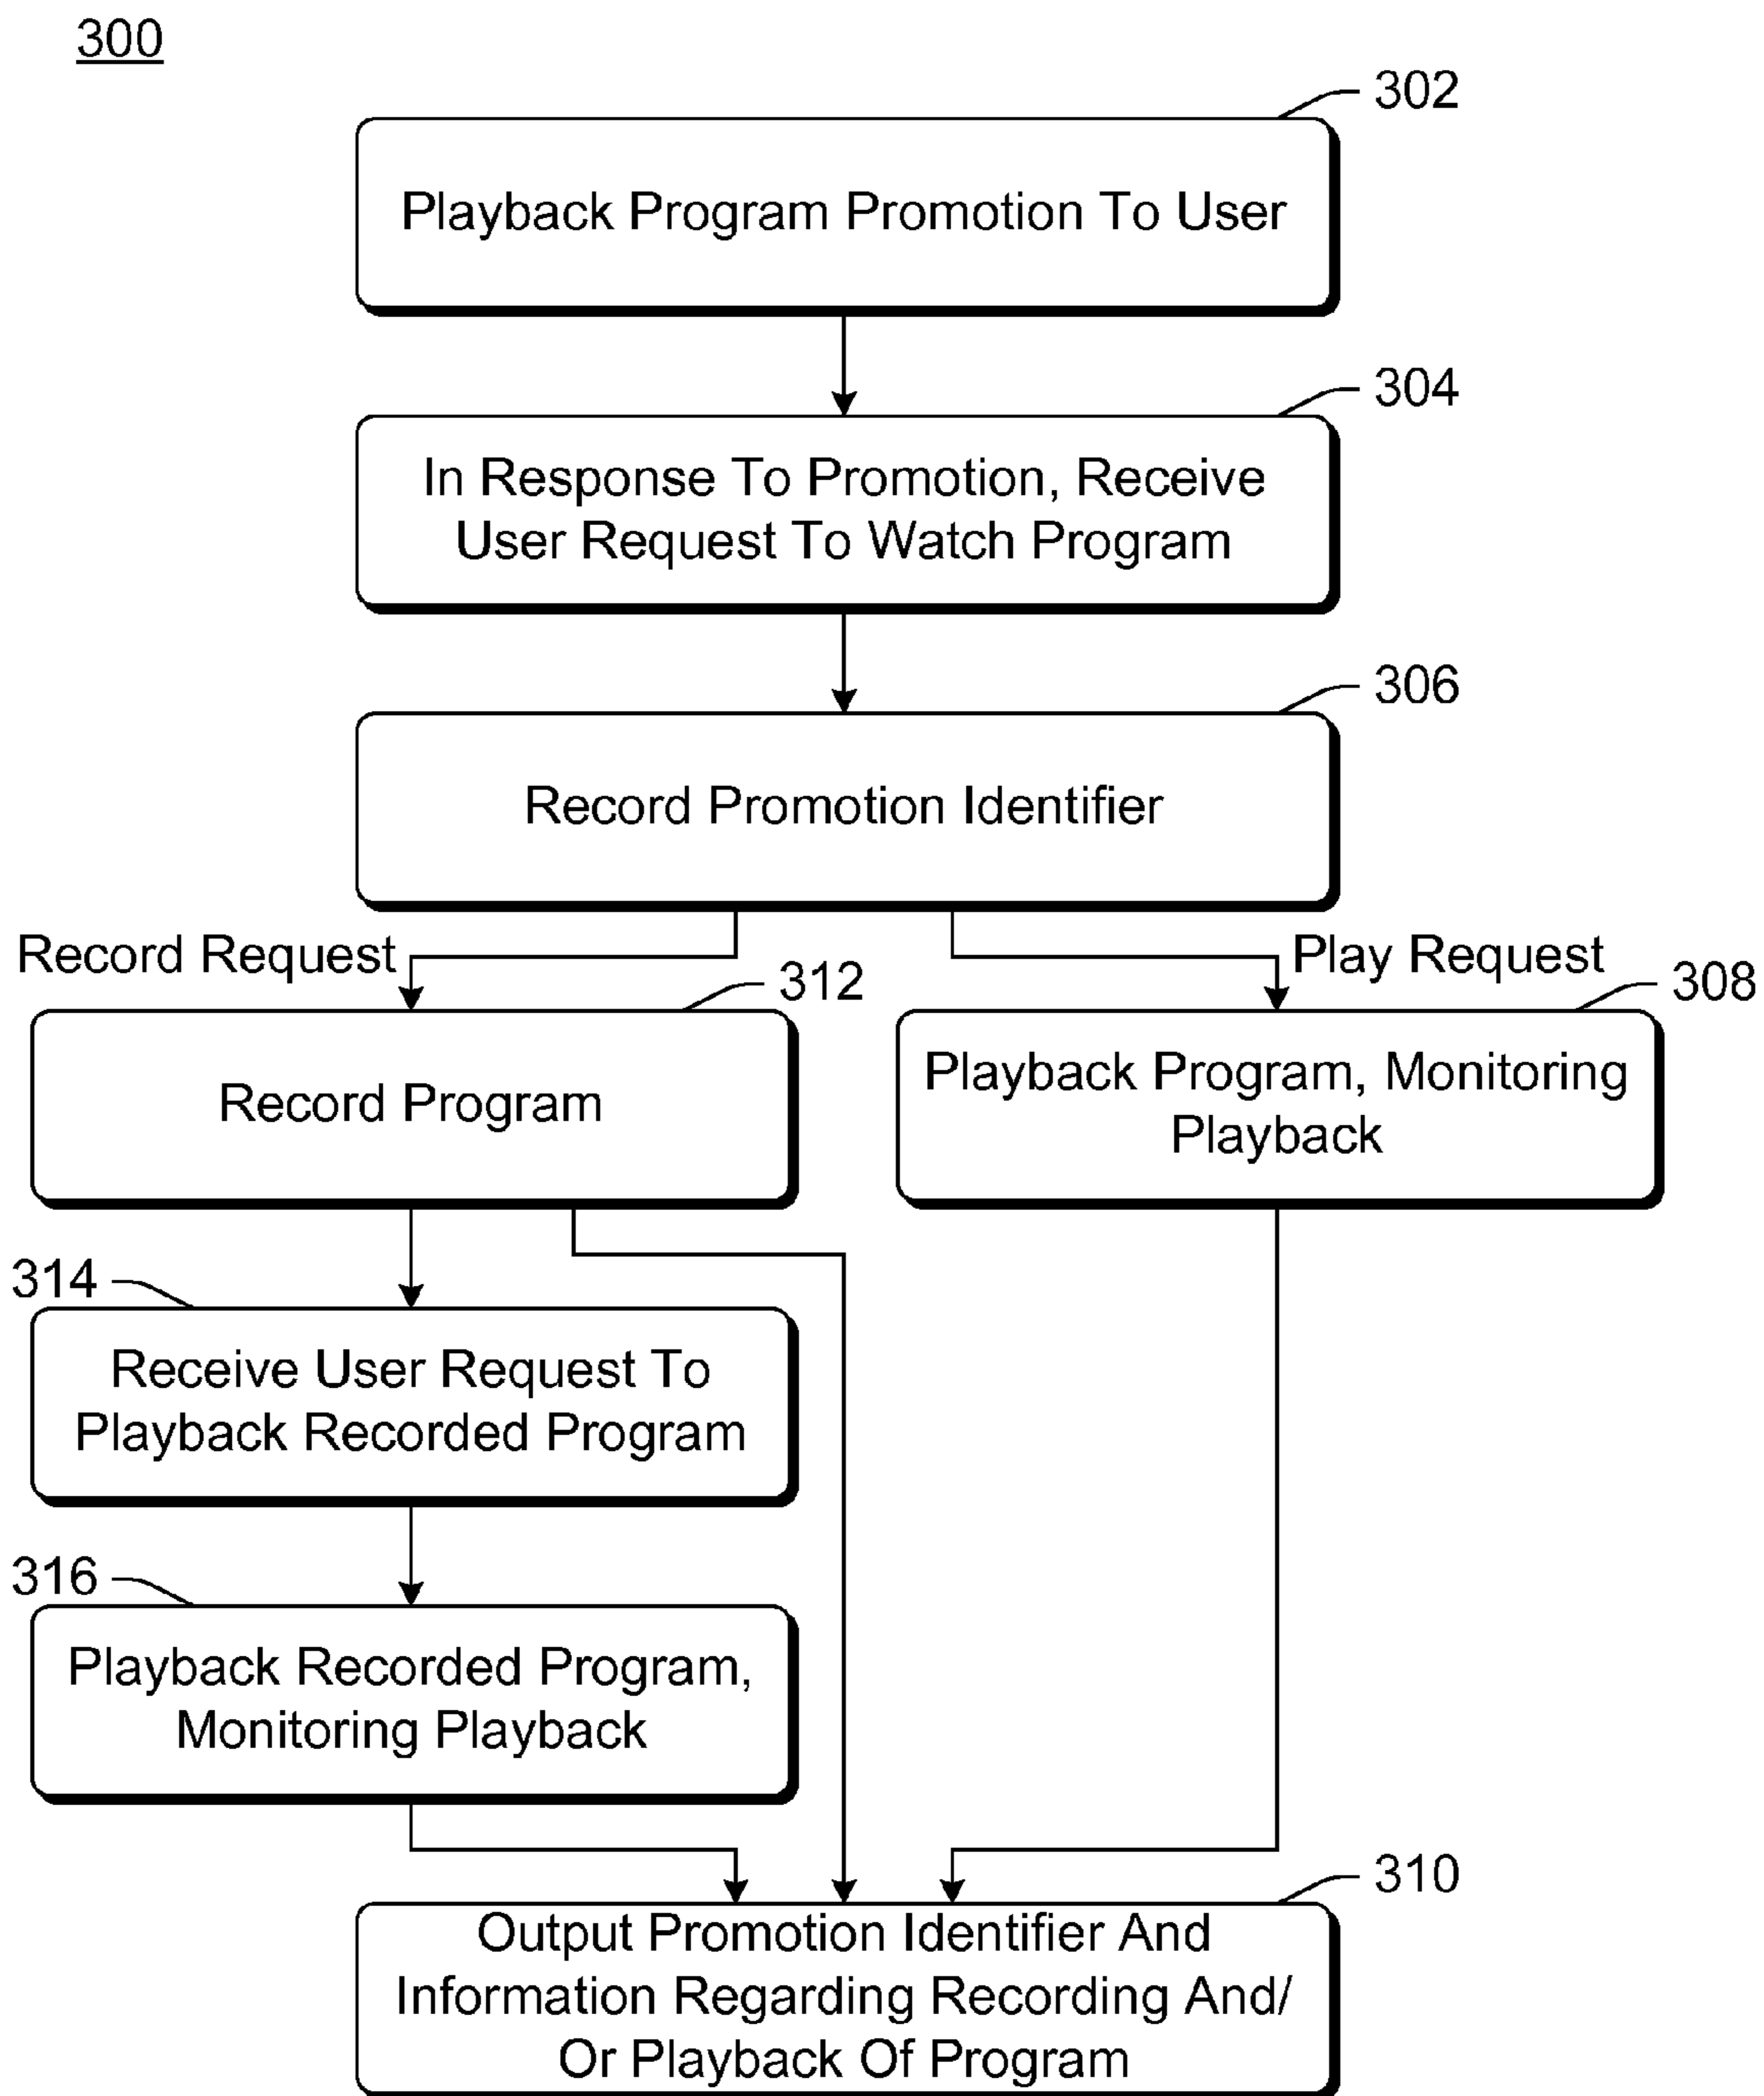 300
302
Playback Program Promotion To User
304
In Response To Promotion, Receive
User Request To Watch Program
306
Record Promotion Identifier
Record Request
Play Request
312
308
Record Program
Playback Program, Monitoring
Playback
314
Receive User Request To
Playback Recorded Program
316
Playback Recorded Program,
Monitoring Playback
310
Output Promotion Identifier And
Information Regarding Recording And/
Or Playback Of Program